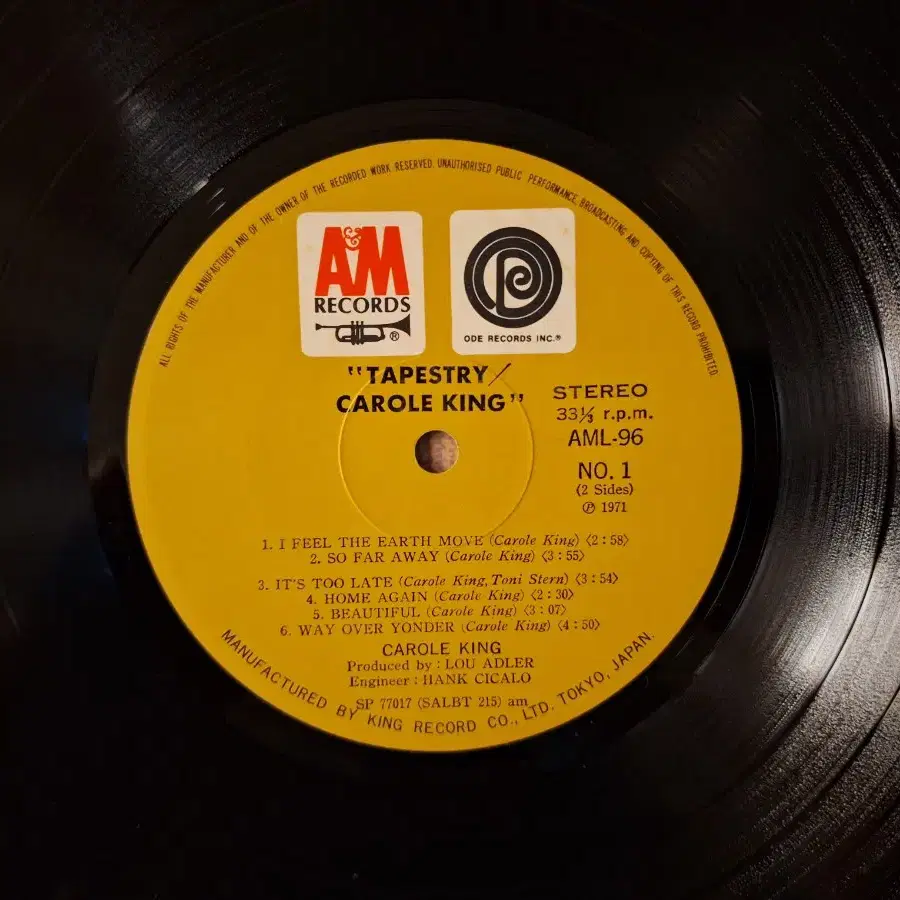 ALL RIGHTS OF THE MANUFACTURER AND OF THE OWNER OF THE RECORDED WORK RESERVED. UNAUTHORISED PUBLIC PERFORMANCE, BROADCASTING AND COPYING OF THIS RECORD PROHIBITED.
A&M
RECORDS
®
ODE RECORDS INC.®
"TAPESTRY/
CAROLE KING"
STEREO
33⅓ r.p.m.
AML-96
NO. 1
(2 Sides)
℗ 1971
1. I FEEL THE EARTH MOVE (Carole King) 〈2:58〉
2. SO FAR AWAY (Carole King) 〈3:55〉
3. IT'S TOO LATE (Carole King, Toni Stern) 〈3:54〉
4. HOME AGAIN (Carole King) 〈2:30〉
5. BEAUTIFUL (Carole King) 〈3:07〉
6. WAY OVER YONDER (Carole King) 〈4:50〉
CAROLE KING
Produced by : LOU ADLER
Engineer : HANK CICALO
SP 77017 (SALBT 215) am
MANUFACTURED BY KING RECORD CO., LTD. TOKYO, JAPAN.